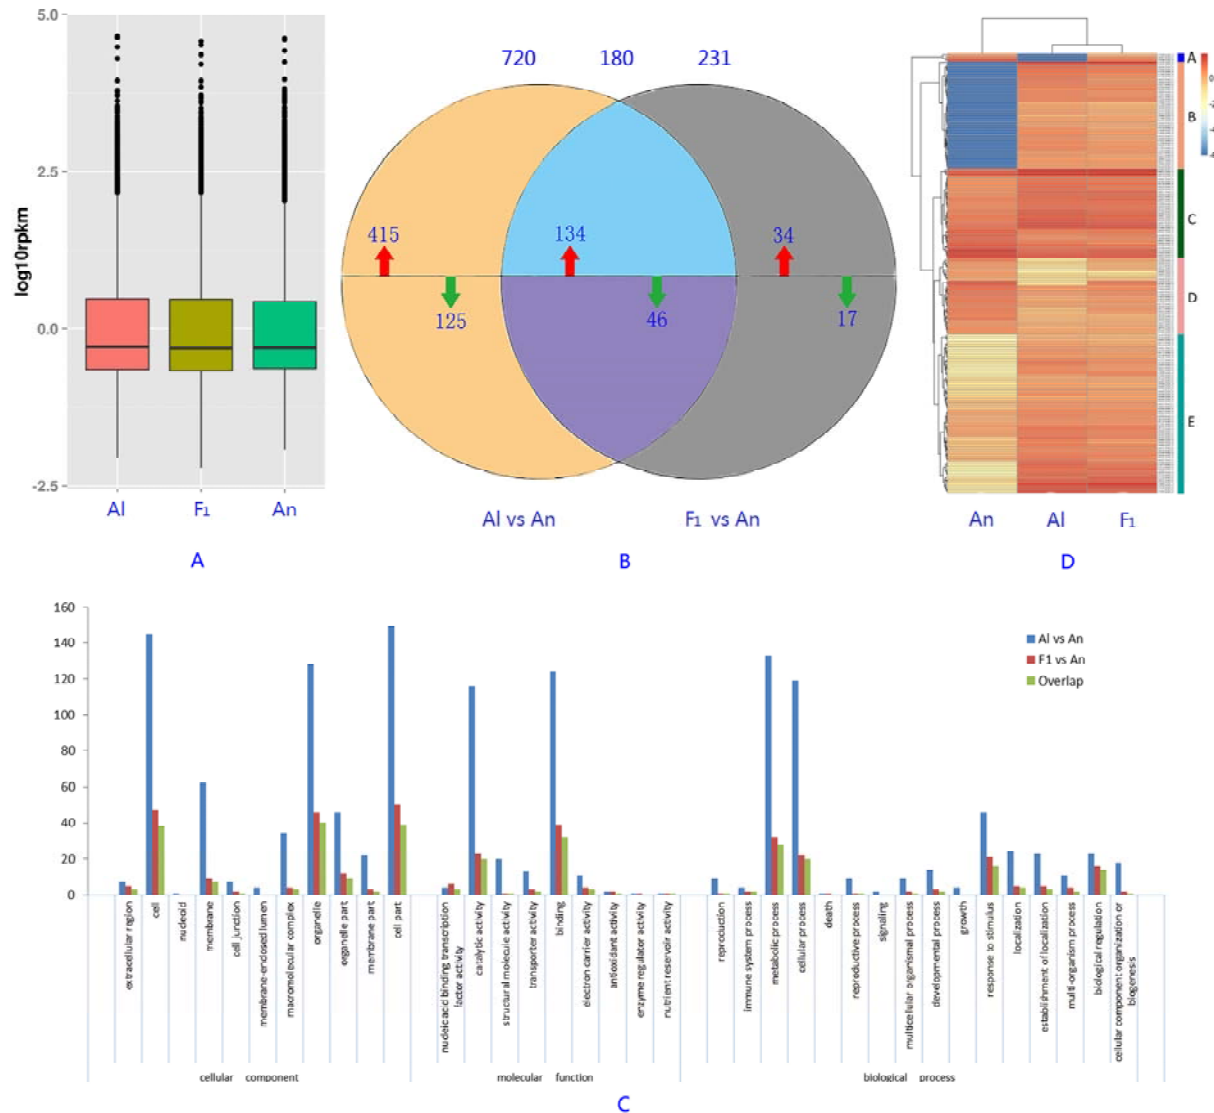 5.0
2.5
0.0
-2.5
log10rpkm
Al F1 An
A
720 180 231
415 134 34
125 46 17
Al vs An F1 vs An
B
A
B
C
D
E
0
-2
-4
An Al F1
D
160
140
120
100
80
60
40
20
0
Al vs An
F1 vs An
Overlap
extracellular region
cell
nucleoid
membrane
cell junction
membrane-enclosed lumen
macromolecular complex
organelle
organelle part
membrane part
cell part
nucleic acid binding transcription
factor activity
catalytic activity
structural molecule activity
transporter activity
binding
electron carrier activity
antioxidant activity
enzyme regulator activity
nutrient reservoir activity
reproduction
immune system process
metabolic process
cellular process
death
reproductive process
signaling
multicellular organismal process
developmental process
growth
response to stimulus
localization
establishment of localization
multi-organism process
biological regulation
cellular component organization or
biogenesis
cellular component
molecular function
biological process
C